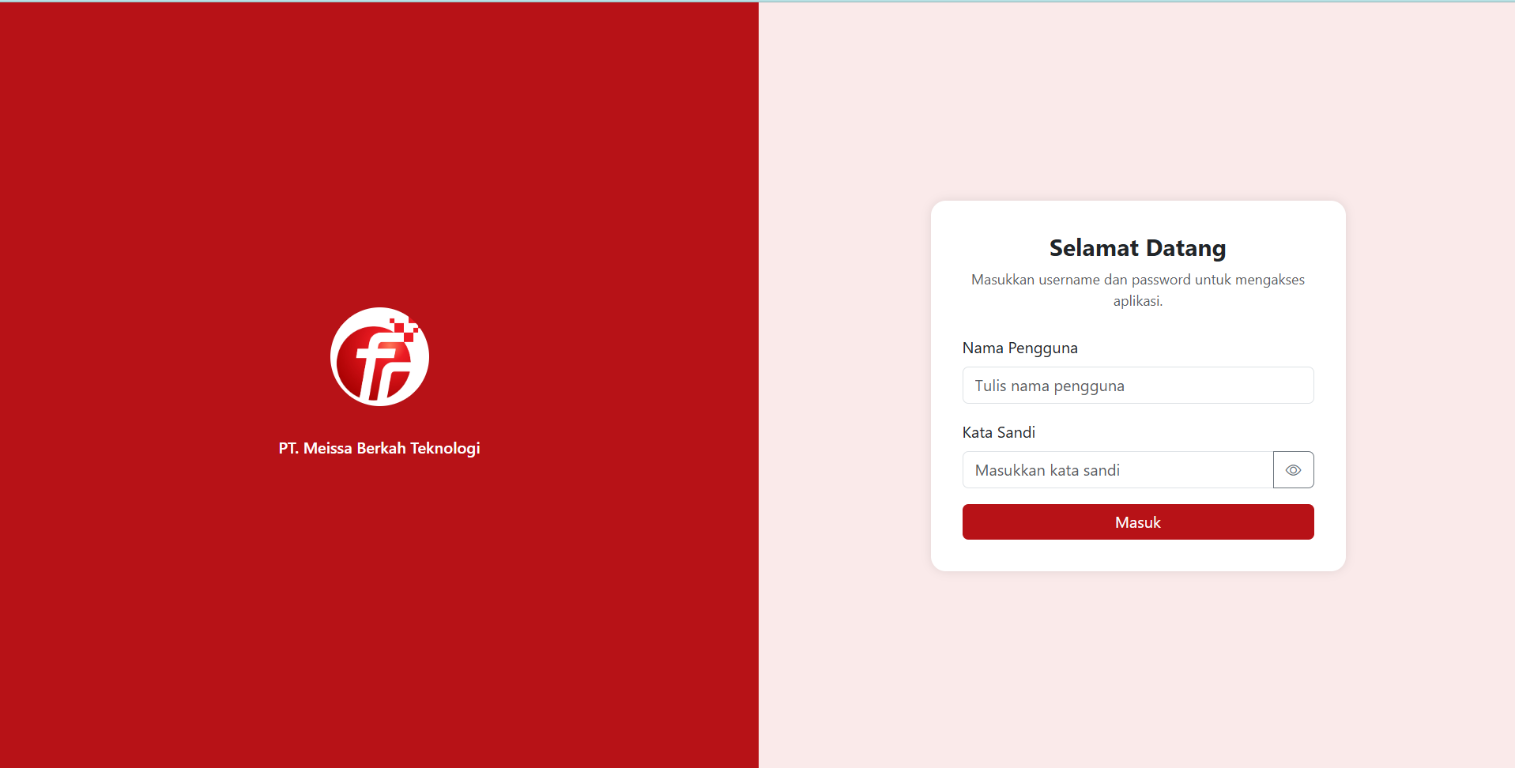 PT. Meissa Berkah Teknologi
Selamat Datang
Masukkan username dan password untuk mengakses
aplikasi.
Nama Pengguna
Tulis nama pengguna
Kata Sandi
Masukkan kata sandi
Masuk